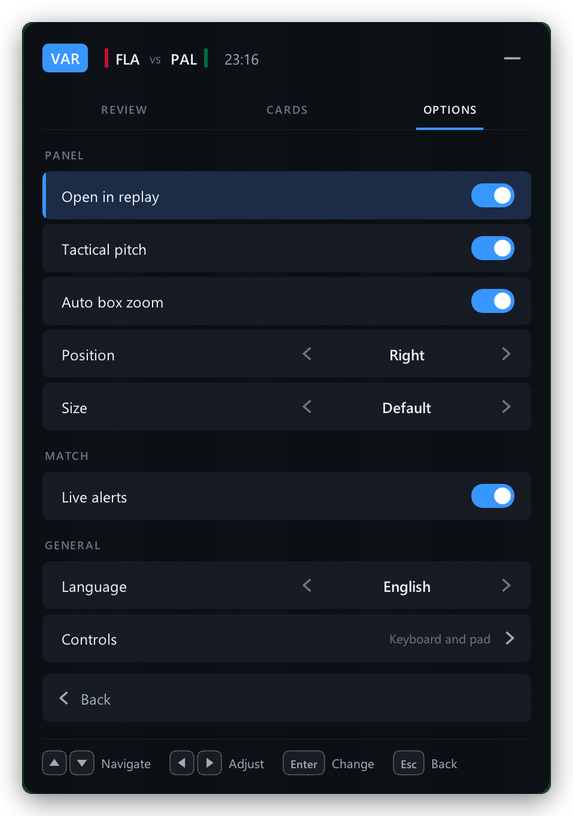 VAR FLA vs PAL 23:16
REVIEW CARDS OPTIONS
PANEL
Open in replay
Tactical pitch
Auto box zoom
Position Right
Size Default
MATCH
Live alerts
GENERAL
Language English
Controls Keyboard and pad
Back
Navigate Adjust Enter Change Esc Back